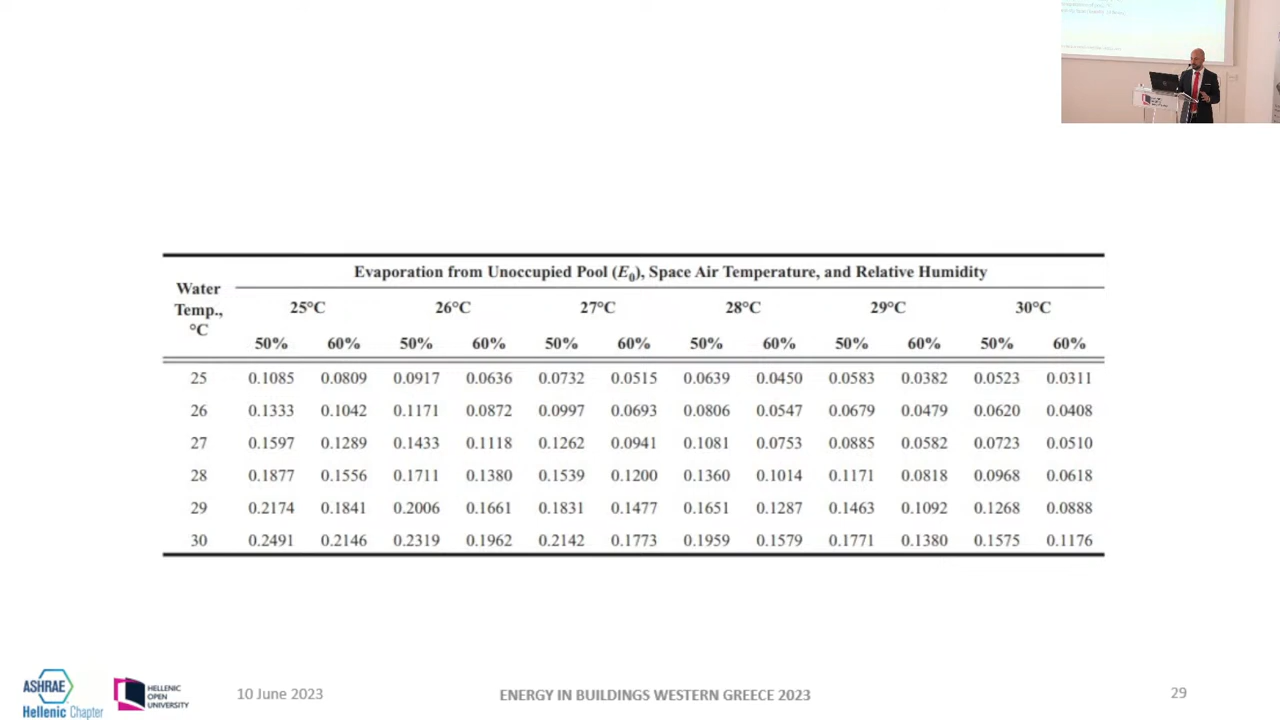 Evaporation from Unoccupied Pool (E0), Space Air Temperature, and Relative Humidity
Water Temp., °C
25°C 26°C 27°C 28°C 29°C 30°C
50% 60% 50% 60% 50% 60% 50% 60% 50% 60% 50% 60%
25 0.1085 0.0809 0.0917 0.0636 0.0732 0.0515 0.0639 0.0450 0.0583 0.0382 0.0523 0.0311
26 0.1333 0.1042 0.1171 0.0872 0.0997 0.0693 0.0806 0.0547 0.0679 0.0479 0.0620 0.0408
27 0.1597 0.1289 0.1433 0.1118 0.1262 0.0941 0.1081 0.0753 0.0885 0.0582 0.0723 0.0510
28 0.1877 0.1556 0.1711 0.1380 0.1539 0.1200 0.1360 0.1014 0.1171 0.0818 0.0968 0.0618
29 0.2174 0.1841 0.2006 0.1661 0.1831 0.1477 0.1651 0.1287 0.1463 0.1092 0.1268 0.0888
30 0.2491 0.2146 0.2319 0.1962 0.2142 0.1773 0.1959 0.1579 0.1771 0.1380 0.1575 0.1176
ASHRAE
Hellenic Chapter
HELLENIC
OPEN
UNIVERSITY
10 June 2023
ENERGY IN BUILDINGS WESTERN GREECE 2023
29